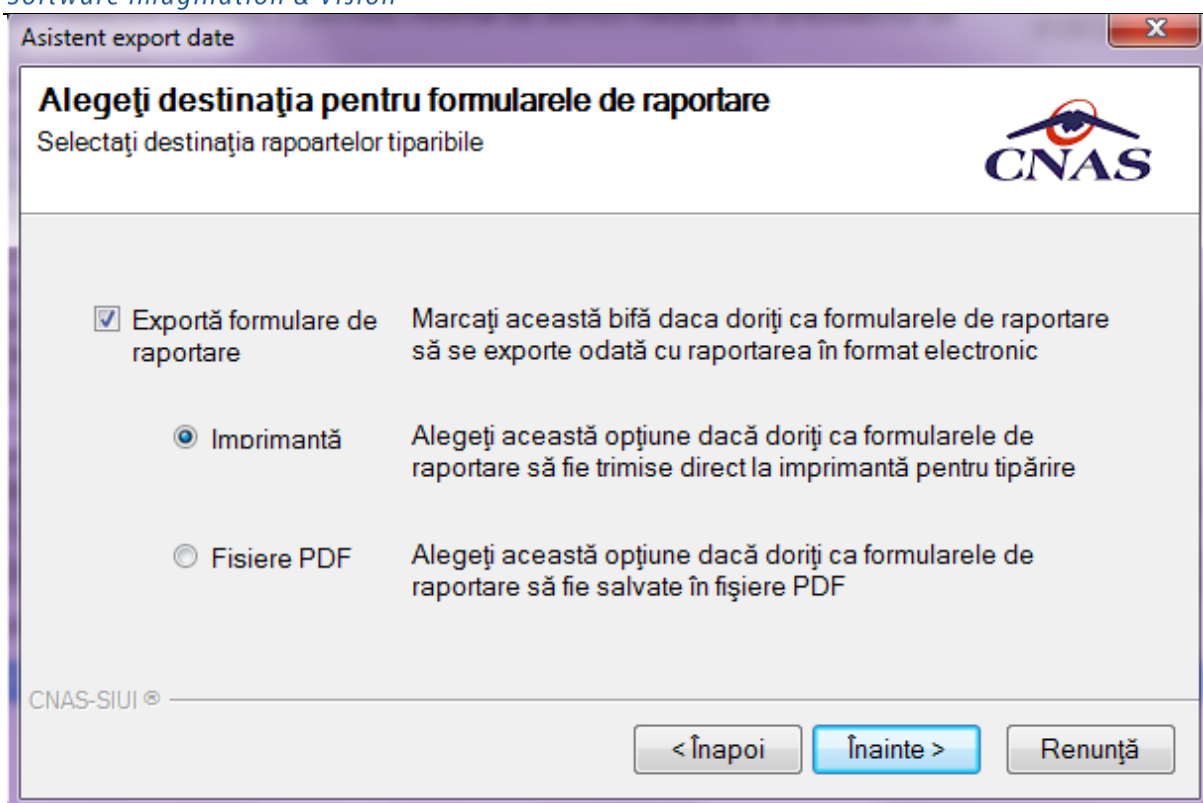 Software Imagination & Vision
Asistent export date
Alegeţi destinaţia pentru formularele de raportare
Selectaţi destinaţia rapoartelor tiparibile
CNAS
Exportă formulare de
raportare
Marcaţi această bifă daca doriţi ca formularele de raportare
să se exporte odată cu raportarea în format electronic
Imprimantă
Alegeţi această opţiune dacă doriţi ca formularele de
raportare să fie trimise direct la imprimantă pentru tipărire
Fisiere PDF
Alegeţi această opţiune dacă doriţi ca formularele de
raportare să fie salvate în fişiere PDF
CNAS-SIUI ®
< Înapoi
Înainte >
Renunţă